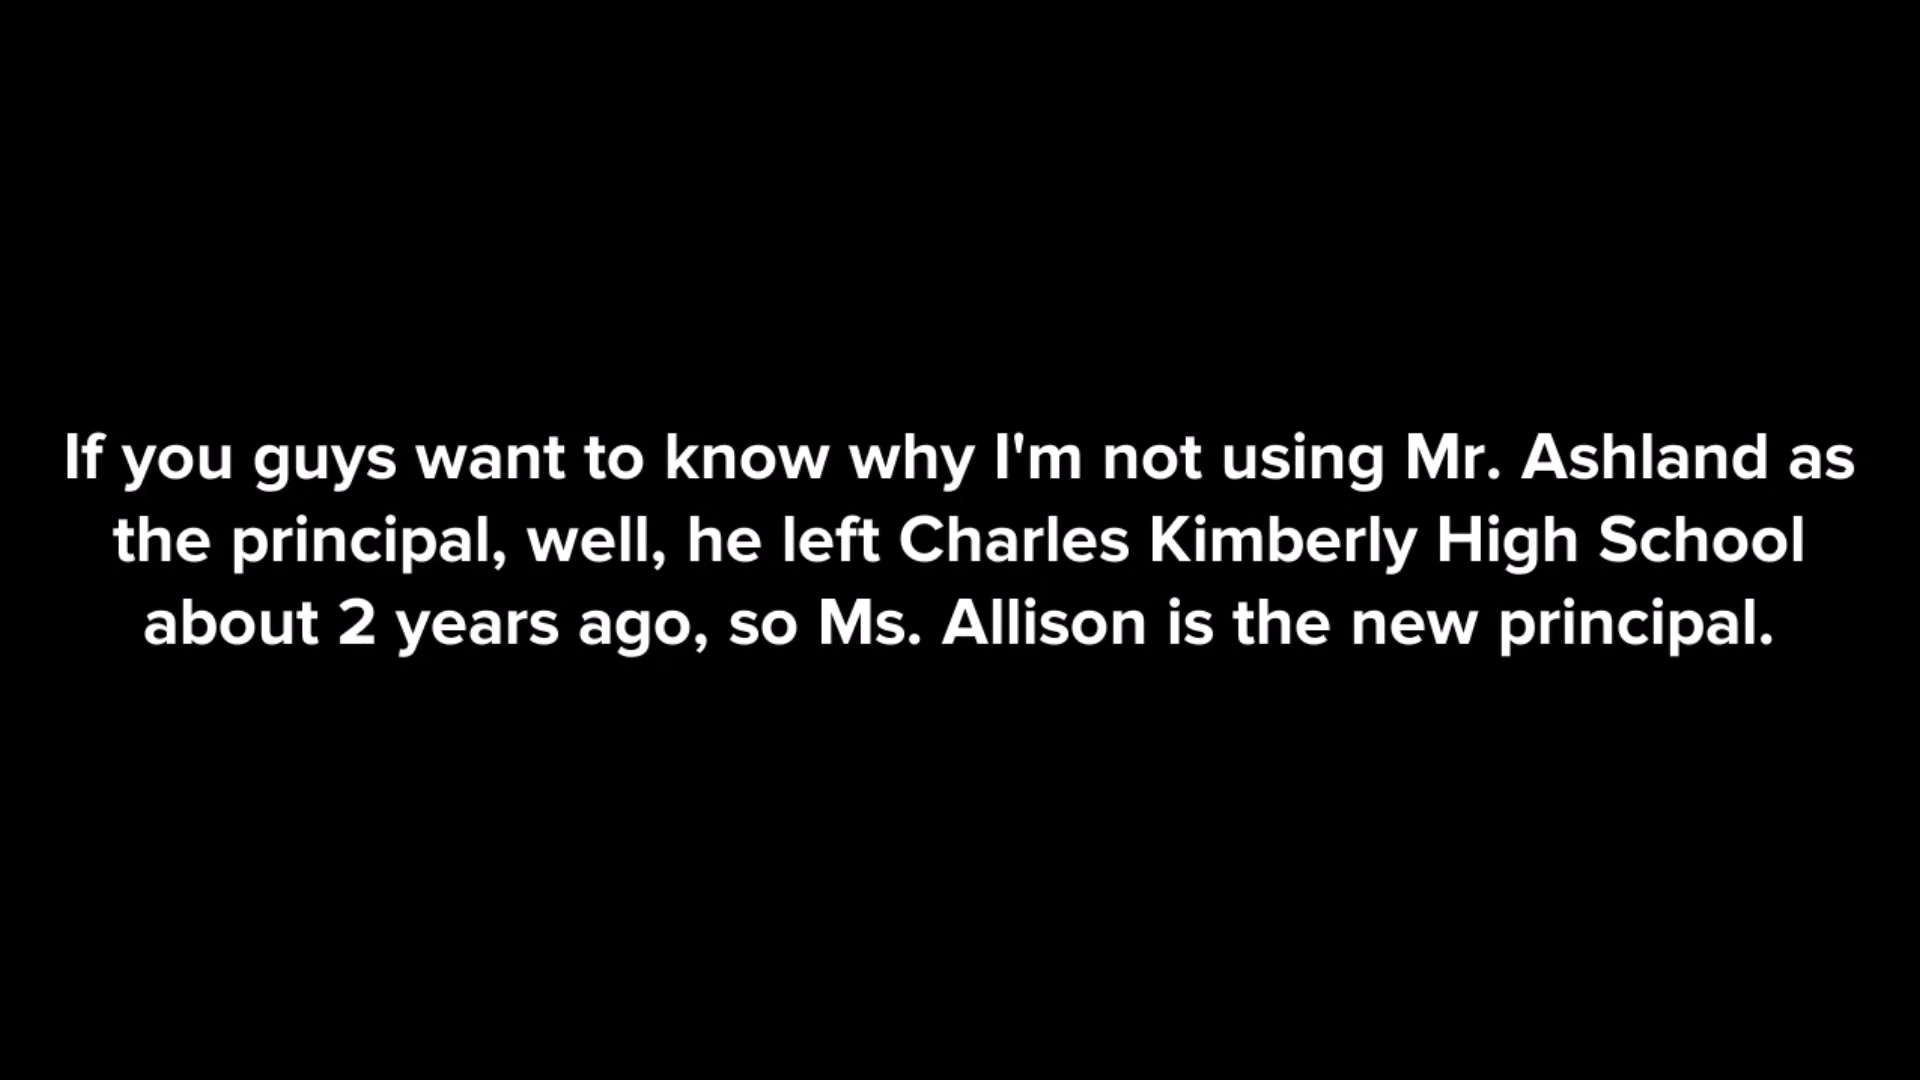 If you guys want to know why I'm not using Mr. Ashland as
the principal, well, he left Charles Kimberly High School
about 2 years ago, so Ms. Allison is the new principal.